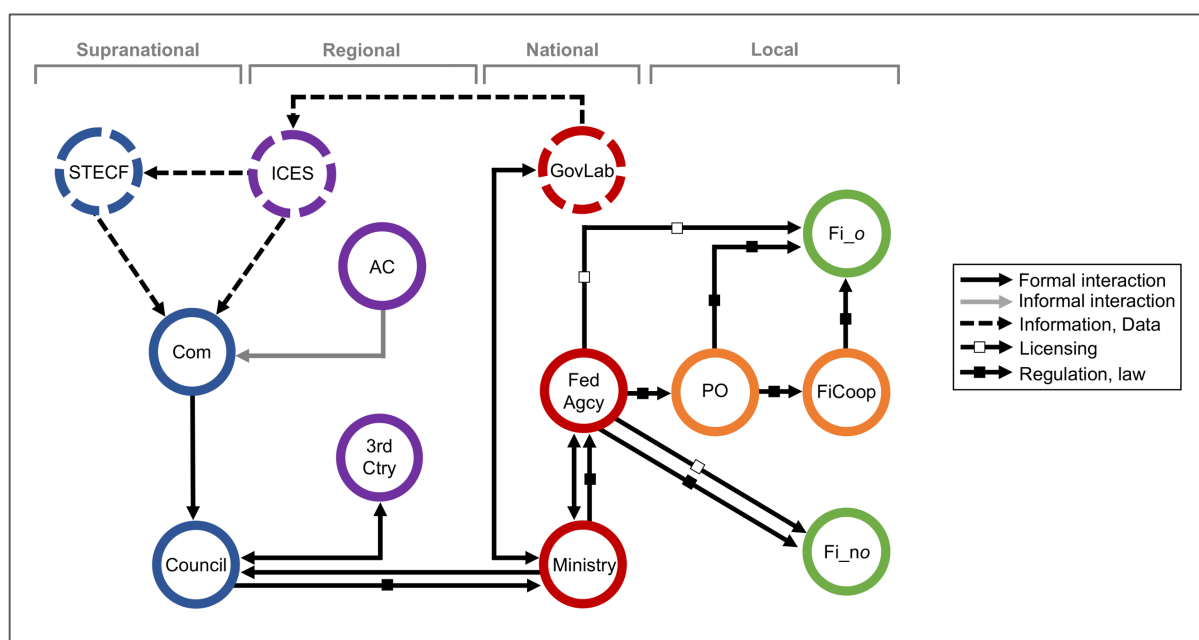 Supranational
Regional
National
Local
STECF
ICES
GovLab
Fi_o
AC
Com
Fed
Agcy
PO
FiCoop
3rd
Ctry
Council
Ministry
Fi_no
Formal interaction
Informal interaction
Information, Data
Licensing
Regulation, law